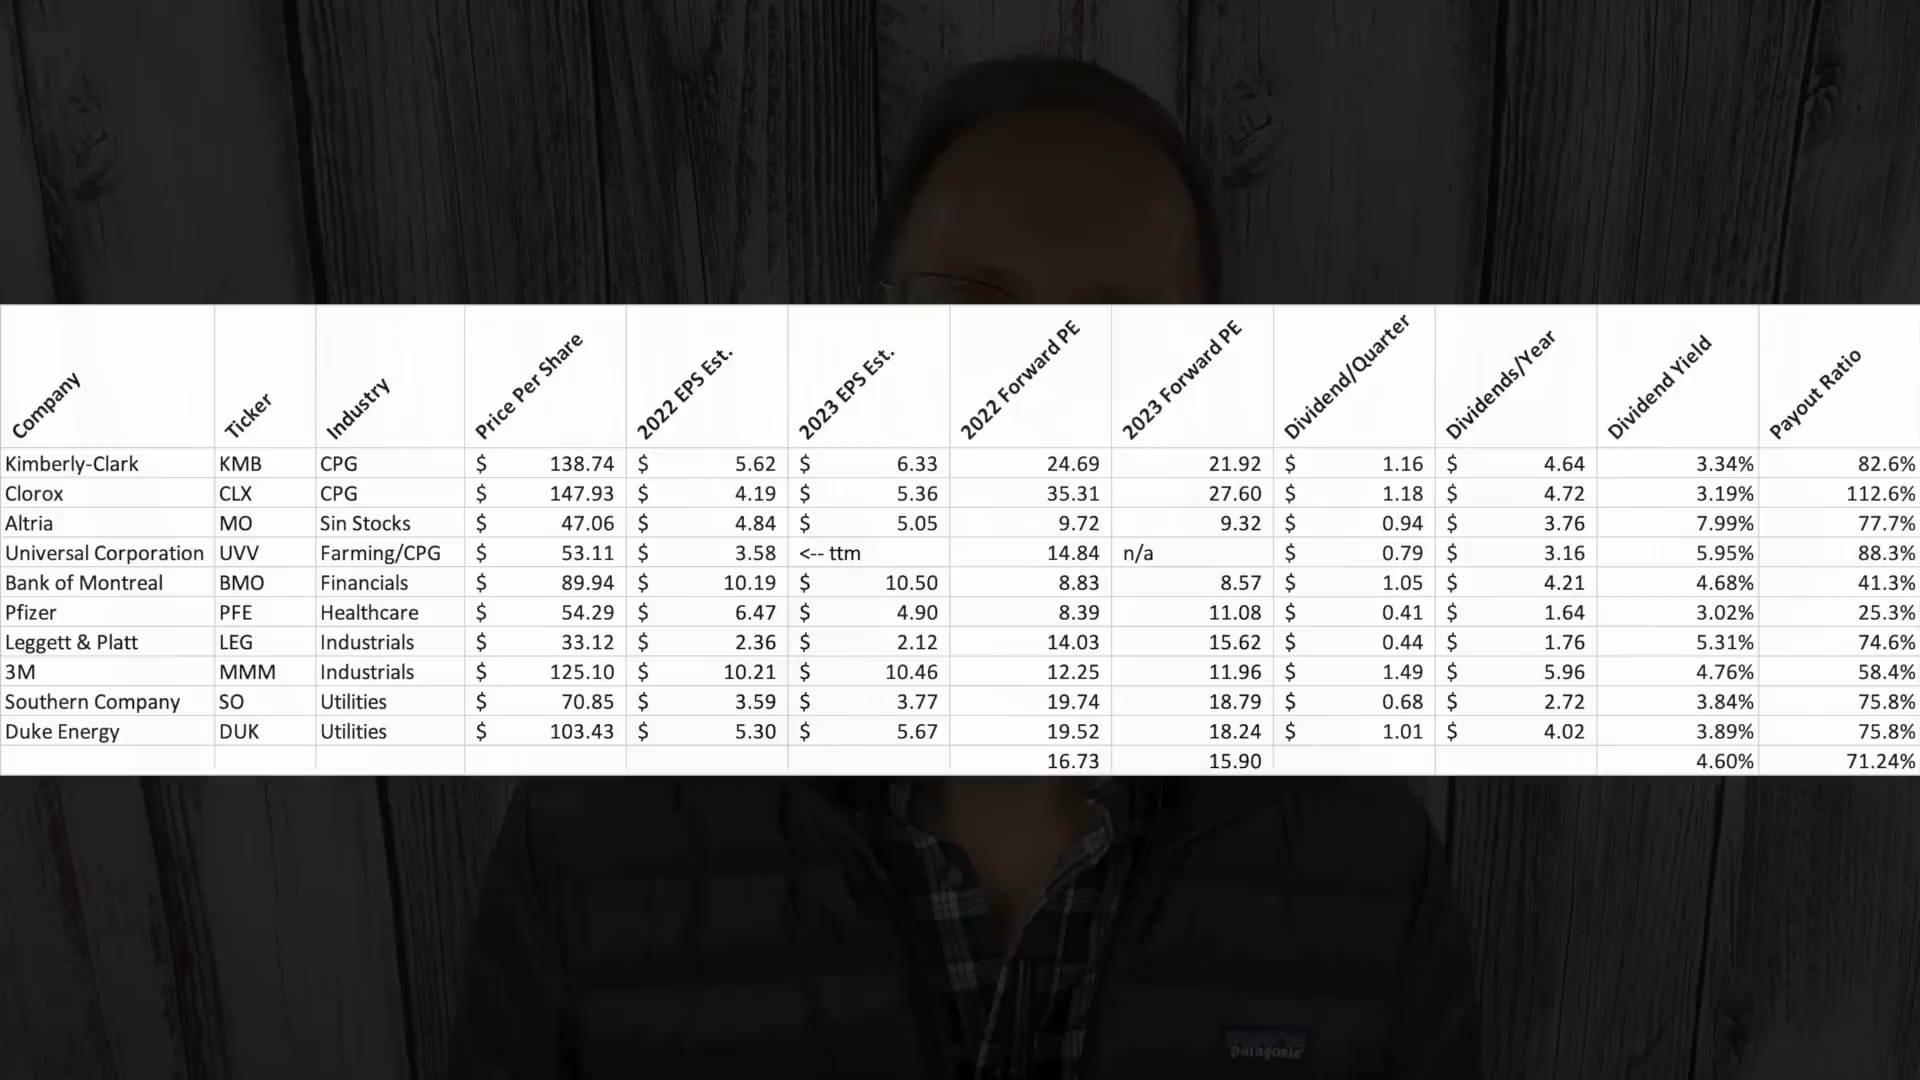 Company Ticker Industry Price Per Share 2022 EPS Est. 2023 EPS Est. 2022 Forward PE 2023 Forward PE Dividend/Quarter Dividends/Year Dividend Yield Payout Ratio
Kimberly-Clark KMB CPG $ 138.74 $ 5.62 $ 6.33 24.69 21.92 $ 1.16 $ 4.64 3.34% 82.6%
Clorox CLX CPG $ 147.93 $ 4.19 $ 5.36 35.31 27.60 $ 1.18 $ 4.72 3.19% 112.6%
Altria MO Sin Stocks $ 47.06 $ 4.84 $ 5.05 9.72 9.32 $ 0.94 $ 3.76 7.99% 77.7%
Universal Corporation UVV Farming/CPG $ 53.11 $ 3.58 <-- ttm 14.84 n/a $ 0.79 $ 3.16 5.95% 88.3%
Bank of Montreal BMO Financials $ 89.94 $ 10.19 $ 10.50 8.83 8.57 $ 1.05 $ 4.21 4.68% 41.3%
Pfizer PFE Healthcare $ 54.29 $ 6.47 $ 4.90 8.39 11.08 $ 0.41 $ 1.64 3.02% 25.3%
Leggett & Platt LEG Industrials $ 33.12 $ 2.36 $ 2.12 14.03 15.62 $ 0.44 $ 1.76 5.31% 74.6%
3M MMM Industrials $ 125.10 $ 10.21 $ 10.46 12.25 11.96 $ 1.49 $ 5.96 4.76% 58.4%
Southern Company SO Utilities $ 70.85 $ 3.59 $ 3.77 19.74 18.79 $ 0.68 $ 2.72 3.84% 75.8%
Duke Energy DUK Utilities $ 103.43 $ 5.30 $ 5.67 19.52 18.24 $ 1.01 $ 4.02 3.89% 75.8%
16.73 15.90 4.60% 71.24%
patagonia